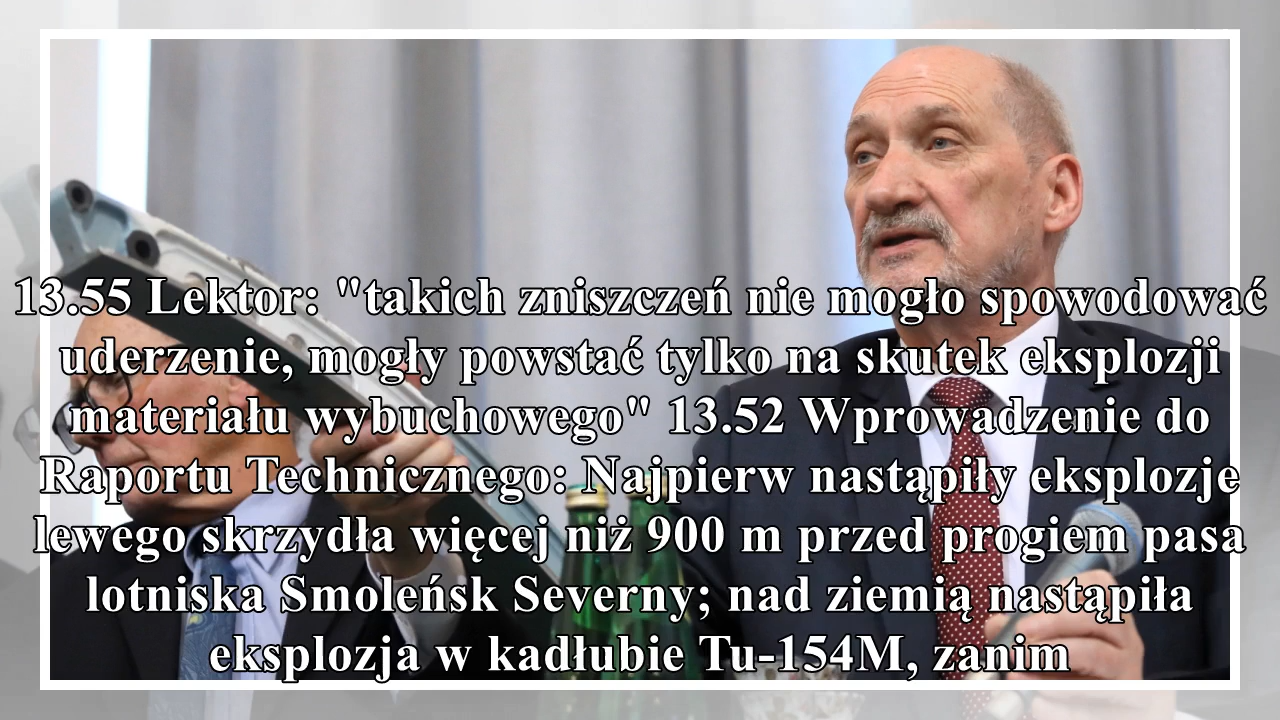 13.55 Lektor: "takich zniszczeń nie mogło spowodować
uderzenie, mogły powstać tylko na skutek eksplozji
materiału wybuchowego" 13.52 Wprowadzenie do
Raportu Technicznego: Najpierw nastąpiły eksplozje
lewego skrzydła więcej niż 900 m przed progiem pasa
lotniska Smoleńsk Severny; nad ziemią nastąpiła
eksplozja w kadłubie Tu-154M, zanim